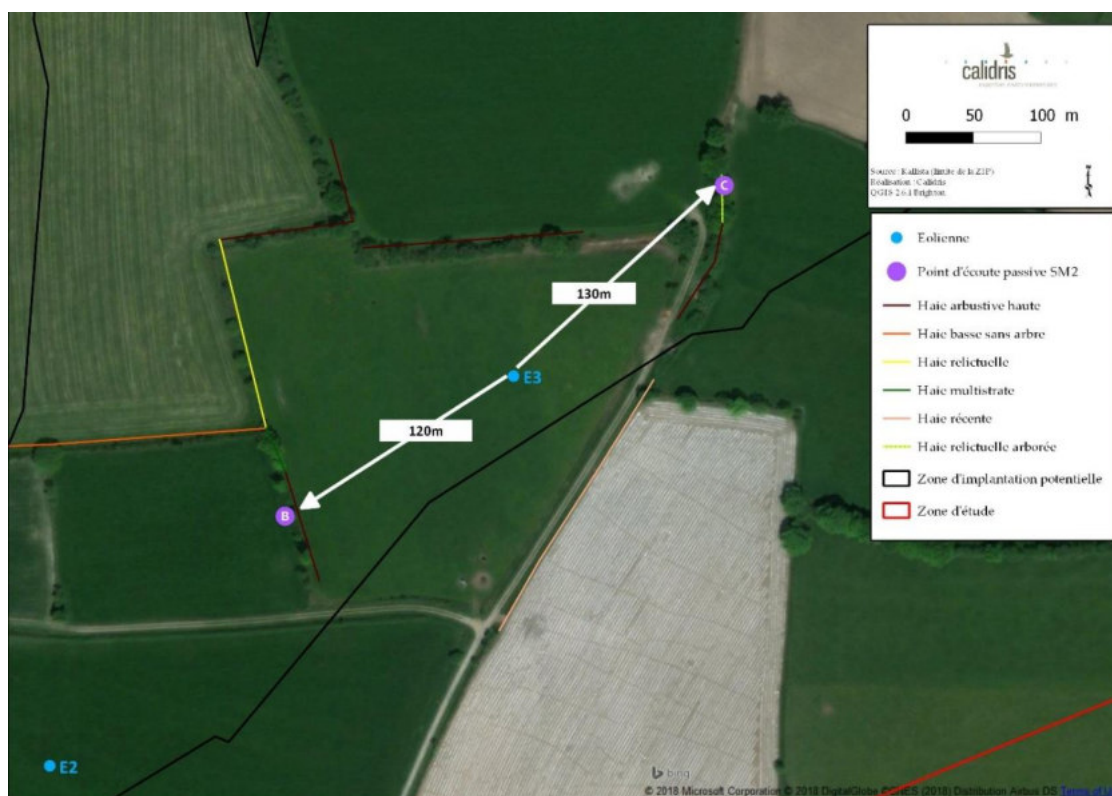 calidris
0 50 100 m
Source : Kallista (limite de la ZIP)
Réalisation : Calidris
QGIS 2.6.1 Brighton
Eolienne
Point d'écoute passive SM2
Haie arbustive haute
Haie basse sans arbre
Haie relictuelle
Haie multistrate
Haie récente
Haie relictuelle arborée
Zone d'implantation potentielle
Zone d'étude
C
130m
E3
120m
B
E2
bing
© 2018 Microsoft Corporation © 2018 DigitalGlobe (2018) Distribution Airbus DS Terms of